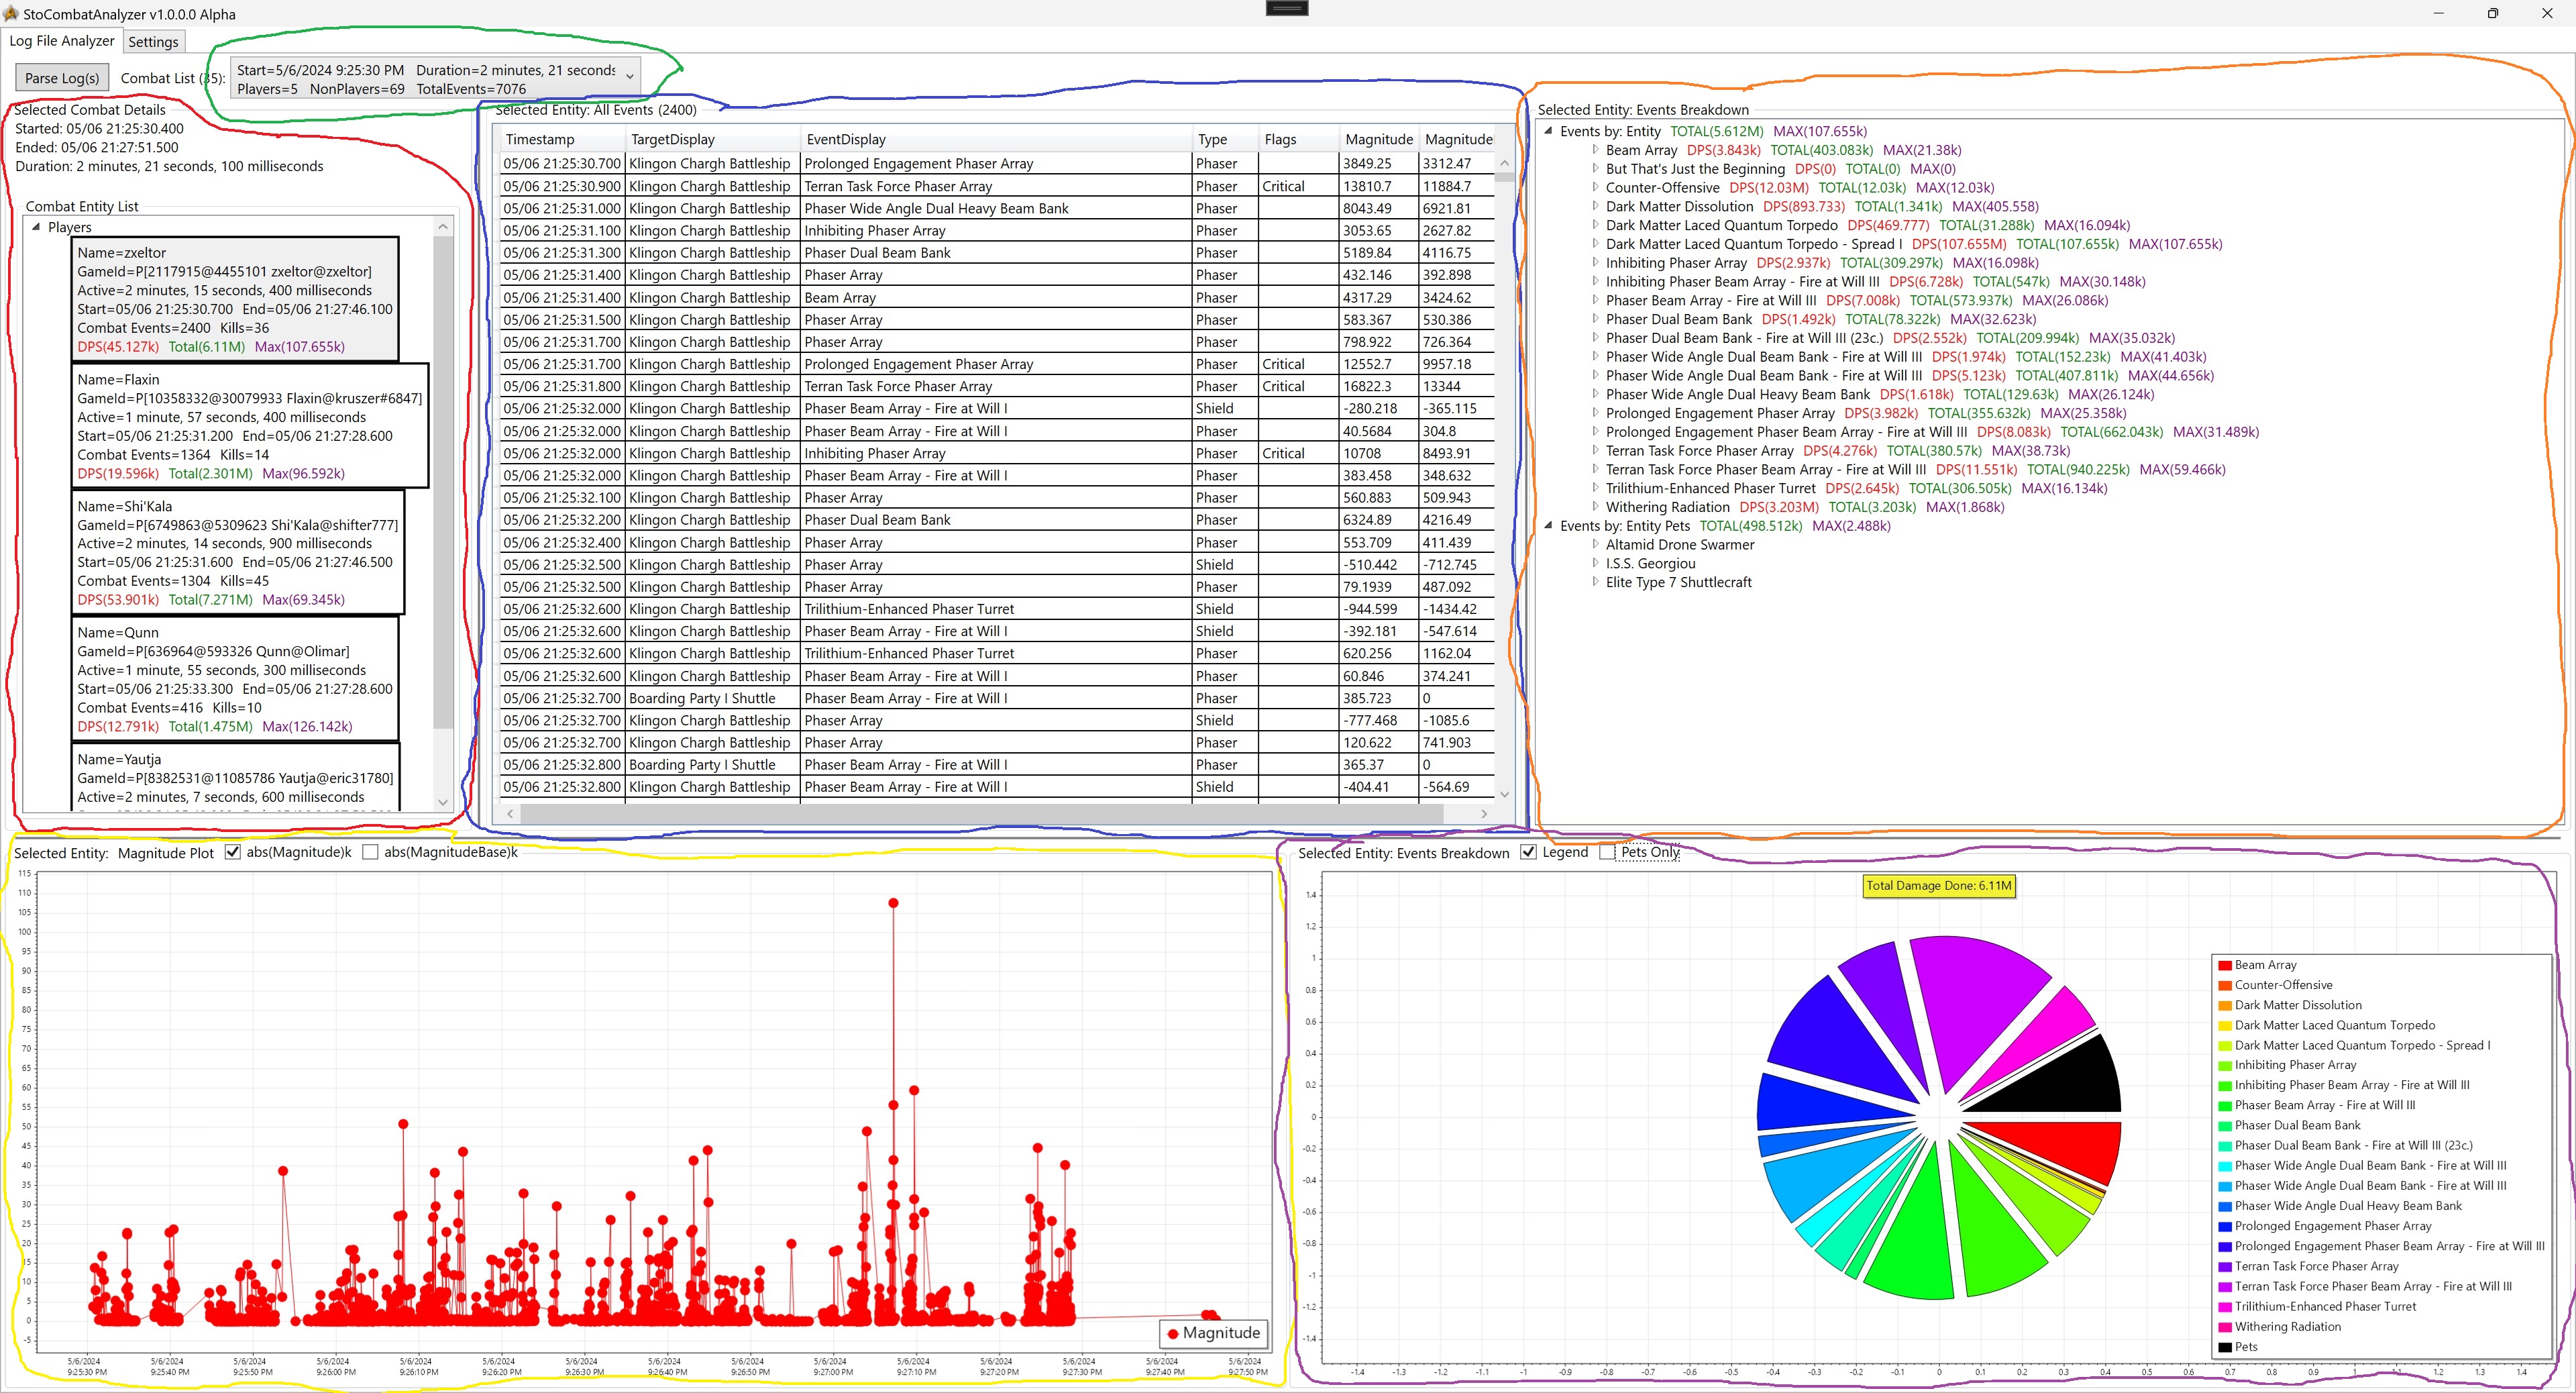 StoCombatAnalyzer v1.0.0.0 Alpha
Log File Analyzer
Settings
Parse Log(s)
Combat List (35):
Start=5/6/2024 9:25:30 PM   Duration=2 minutes, 21 seconds
Players=5   NonPlayers=69   TotalEvents=7076
Selected Combat Details
Started: 05/06 21:25:30.400
Ended: 05/06 21:27:51.500
Duration: 2 minutes, 21 seconds, 100 milliseconds
Combat Entity List
Players
Name=zxeltor
GameId=P[2117915@4455101 zxeltor@zxeltor]
Active=2 minutes, 15 seconds, 400 milliseconds
Start=05/06 21:25:30.700   End=05/06 21:27:46.100
Combat Events=2400   Kills=36
DPS(45.127k)   Total(6.11M)   Max(107.655k)
Name=Flaxin
GameId=P[10358332@30079933 Flaxin@kruszer#6847]
Active=1 minute, 57 seconds, 400 milliseconds
Start=05/06 21:25:31.200   End=05/06 21:27:28.600
Combat Events=1364   Kills=14
DPS(19.596k)   Total(2.301M)   Max(96.592k)
Name=Shi'Kala
GameId=P[6749863@5309623 Shi'Kala@shifter777]
Active=2 minutes, 14 seconds, 900 milliseconds
Start=05/06 21:25:31.600   End=05/06 21:27:46.500
Combat Events=1304   Kills=45
DPS(53.901k)   Total(7.271M)   Max(69.345k)
Name=Qunn
GameId=P[636964@593326 Qunn@Olimar]
Active=1 minute, 55 seconds, 300 milliseconds
Start=05/06 21:25:33.300   End=05/06 21:27:28.600
Combat Events=416   Kills=10
DPS(12.791k)   Total(1.475M)   Max(126.142k)
Name=Yautja
GameId=P[8382531@11085786 Yautja@eric31780]
Active=2 minutes, 7 seconds, 600 milliseconds
Selected Entity: All Events (2400)
Timestamp   TargetDisplay   EventDisplay   Type   Flags   Magnitude   Magnitude
05/06 21:25:30.700   Klingon Chargh Battleship   Prolonged Engagement Phaser Array   Phaser   3849.25   3312.47
05/06 21:25:30.900   Klingon Chargh Battleship   Terran Task Force Phaser Array   Phaser   Critical   13810.7   11884.7
05/06 21:25:31.000   Klingon Chargh Battleship   Phaser Wide Angle Dual Heavy Beam Bank   Phaser   8043.49   6921.81
05/06 21:25:31.100   Klingon Chargh Battleship   Inhibiting Phaser Array   Phaser   3053.65   2627.82
05/06 21:25:31.300   Klingon Chargh Battleship   Phaser Dual Beam Bank   Phaser   5189.84   4116.75
05/06 21:25:31.400   Klingon Chargh Battleship   Phaser Array   Phaser   432.146   392.898
05/06 21:25:31.400   Klingon Chargh Battleship   Beam Array   Phaser   4317.29   3424.62
05/06 21:25:31.500   Klingon Chargh Battleship   Phaser Array   Phaser   583.367   530.386
05/06 21:25:31.700   Klingon Chargh Battleship   Phaser Array   Phaser   798.922   726.364
05/06 21:25:31.700   Klingon Chargh Battleship   Prolonged Engagement Phaser Array   Phaser   Critical   12552.7   9957.18
05/06 21:25:31.800   Klingon Chargh Battleship   Terran Task Force Phaser Array   Phaser   Critical   16822.3   13344
05/06 21:25:32.000   Klingon Chargh Battleship   Phaser Beam Array - Fire at Will I   Shield   -280.218   -365.115
05/06 21:25:32.000   Klingon Chargh Battleship   Phaser Beam Array - Fire at Will I   Phaser   40.5684   304.8
05/06 21:25:32.000   Klingon Chargh Battleship   Inhibiting Phaser Array   Phaser   Critical   10708   8493.91
05/06 21:25:32.000   Klingon Chargh Battleship   Phaser Beam Array - Fire at Will I   Phaser   383.458   348.632
05/06 21:25:32.100   Klingon Chargh Battleship   Phaser Array   Phaser   560.883   509.943
05/06 21:25:32.200   Klingon Chargh Battleship   Phaser Dual Beam Bank   Phaser   6324.89   4216.49
05/06 21:25:32.400   Klingon Chargh Battleship   Phaser Array   Phaser   553.709   411.439
05/06 21:25:32.500   Klingon Chargh Battleship   Phaser Array   Shield   -510.442   -712.745
05/06 21:25:32.500   Klingon Chargh Battleship   Phaser Array   Phaser   79.1939   487.092
05/06 21:25:32.600   Klingon Chargh Battleship   Trilithium-Enhanced Phaser Turret   Shield   -944.599   -1434.42
05/06 21:25:32.600   Klingon Chargh Battleship   Phaser Beam Array - Fire at Will I   Shield   -392.181   -547.614
05/06 21:25:32.600   Klingon Chargh Battleship   Trilithium-Enhanced Phaser Turret   Phaser   620.256   1162.04
05/06 21:25:32.600   Klingon Chargh Battleship   Phaser Beam Array - Fire at Will I   Phaser   60.846   374.241
05/06 21:25:32.700   Boarding Party I Shuttle   Phaser Beam Array - Fire at Will I   Phaser   385.723   0
05/06 21:25:32.700   Klingon Chargh Battleship   Phaser Array   Shield   -777.468   -1085.6
05/06 21:25:32.700   Klingon Chargh Battleship   Phaser Array   Phaser   120.622   741.903
05/06 21:25:32.800   Boarding Party I Shuttle   Phaser Beam Array - Fire at Will I   Phaser   365.37   0
05/06 21:25:32.800   Klingon Chargh Battleship   Phaser Beam Array - Fire at Will I   Shield   -404.41   -564.69
Selected Entity: Events Breakdown
Events by: Entity   TOTAL(5.612M)   MAX(107.655k)
Beam Array   DPS(3.843k)   TOTAL(403.083k)   MAX(21.38k)
But That's Just the Beginning   DPS(0)   TOTAL(0)   MAX(0)
Counter-Offensive   DPS(12.03M)   TOTAL(12.03k)   MAX(12.03k)
Dark Matter Dissolution   DPS(893.733)   TOTAL(1.341k)   MAX(405.558)
Dark Matter Laced Quantum Torpedo   DPS(469.777)   TOTAL(31.288k)   MAX(16.094k)
Dark Matter Laced Quantum Torpedo - Spread I   DPS(107.655M)   TOTAL(107.655k)   MAX(107.655k)
Inhibiting Phaser Array   DPS(2.937k)   TOTAL(309.297k)   MAX(16.098k)
Inhibiting Phaser Beam Array - Fire at Will III   DPS(6.728k)   TOTAL(547k)   MAX(30.148k)
Phaser Beam Array - Fire at Will III   DPS(7.008k)   TOTAL(573.937k)   MAX(26.086k)
Phaser Dual Beam Bank   DPS(1.492k)   TOTAL(78.322k)   MAX(32.623k)
Phaser Dual Beam Bank - Fire at Will III (23c.)   DPS(2.552k)   TOTAL(209.994k)   MAX(35.032k)
Phaser Wide Angle Dual Beam Bank - Fire at Will III   DPS(1.974k)   TOTAL(152.23k)   MAX(41.403k)
Phaser Wide Angle Dual Beam Bank - Fire at Will III   DPS(5.123k)   TOTAL(407.811k)   MAX(44.656k)
Phaser Wide Angle Dual Heavy Beam Bank   DPS(1.618k)   TOTAL(129.63k)   MAX(26.124k)
Prolonged Engagement Phaser Array   DPS(3.982k)   TOTAL(355.632k)   MAX(25.358k)
Prolonged Engagement Phaser Beam Array - Fire at Will III   DPS(8.083k)   TOTAL(662.043k)   MAX(31.489k)
Terran Task Force Phaser Array   DPS(4.276k)   TOTAL(380.57k)   MAX(38.73k)
Terran Task Force Phaser Beam Array - Fire at Will III   DPS(11.551k)   TOTAL(940.225k)   MAX(59.466k)
Trilithium-Enhanced Phaser Turret   DPS(2.645k)   TOTAL(306.505k)   MAX(16.134k)
Withering Radiation   DPS(3.203M)   TOTAL(3.203k)   MAX(1.868k)
Events by: Entity Pets   TOTAL(498.512k)   MAX(2.488k)
Altamid Drone Swarmer
I.S.S. Georgiou
Elite Type 7 Shuttlecraft
Selected Entity:   Magnitude Plot   abs(Magnitude)k   abs(MagnitudeBase)k
115
110
105
100
95
90
85
80
75
70
65
60
55
50
45
40
35
30
25
20
15
10
5
0
-5
Magnitude
5/6/2024   5/6/2024   5/6/2024   5/6/2024   5/6/2024   5/6/2024   5/6/2024   5/6/2024   5/6/2024   5/6/2024   5/6/2024   5/6/2024   5/6/2024   5/6/2024   5/6/2024
9:25:30 PM   9:25:40 PM   9:25:50 PM   9:26:00 PM   9:26:10 PM   9:26:20 PM   9:26:30 PM   9:26:40 PM   9:26:50 PM   9:27:00 PM   9:27:10 PM   9:27:20 PM   9:27:30 PM   9:27:40 PM   9:27:50 PM
Selected Entity: Events Breakdown   Legend   Pets Only
Total Damage Done: 6.11M
1.4
1.2
1
0.8
0.6
0.4
0.2
0
-0.2
-0.4
-0.6
-0.8
-1
-1.2
-1.4
Beam Array
Counter-Offensive
Dark Matter Dissolution
Dark Matter Laced Quantum Torpedo
Dark Matter Laced Quantum Torpedo - Spread I
Inhibiting Phaser Array
Inhibiting Phaser Beam Array - Fire at Will III
Phaser Beam Array - Fire at Will III
Phaser Dual Beam Bank
Phaser Dual Beam Bank - Fire at Will III (23c.)
Phaser Wide Angle Dual Beam Bank - Fire at Will III
Phaser Wide Angle Dual Beam Bank - Fire at Will III
Phaser Wide Angle Dual Heavy Beam Bank
Prolonged Engagement Phaser Array
Prolonged Engagement Phaser Beam Array - Fire at Will III
Terran Task Force Phaser Array
Terran Task Force Phaser Beam Array - Fire at Will III
Trilithium-Enhanced Phaser Turret
Withering Radiation
Pets
-1.4   -1.3   -1.2   -1.1   -1   -0.9   -0.8   -0.7   -0.6   -0.5   -0.4   -0.3   -0.2   -0.1   0   0.1   0.2   0.3   0.4   0.5   0.6   0.7   0.8   0.9   1   1.1   1.2   1.3   1.4